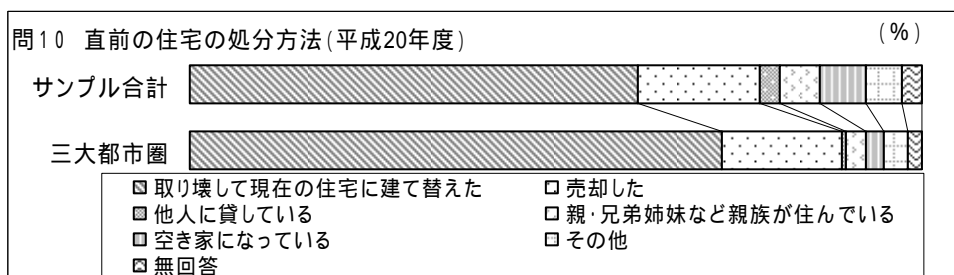 問10 直前の住宅の処分方法(平成20年度)
(%)
サンプル合計
三大都市圏
取り壊して現在の住宅に建て替えた
売却した
他人に貸している
親・兄弟姉妹など親族が住んでいる
空き家になっている
その他
無回答